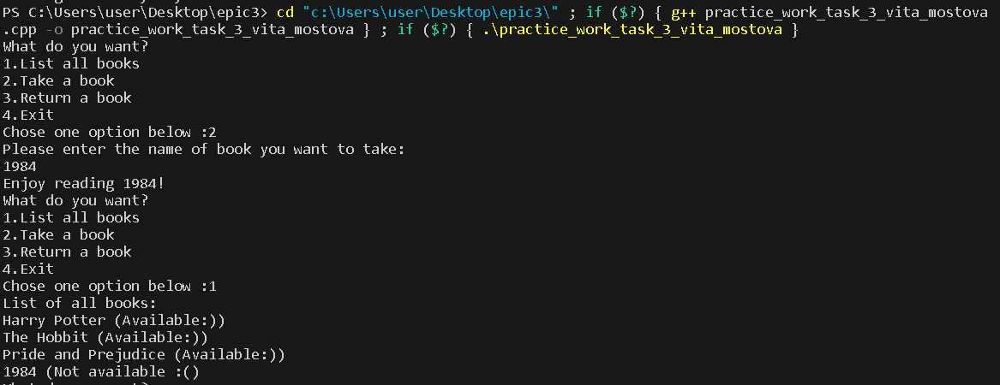 PS C:\Users\user\Desktop\epic3> cd "c:\Users\user\Desktop\epic3\" ; if ($?) { g++ practice_work_task_3_vita_mostova
.cpp -o practice_work_task_3_vita_mostova } ; if ($?) { .\practice_work_task_3_vita_mostova }
What do you want?
1.List all books
2.Take a book
3.Return a book
4.Exit
Chose one option below :2
Please enter the name of book you want to take:
1984
Enjoy reading 1984!
What do you want?
1.List all books
2.Take a book
3.Return a book
4.Exit
Chose one option below :1
List of all books:
Harry Potter (Available:))
The Hobbit (Available:))
Pride and Prejudice (Available:))
1984 (Not available :()